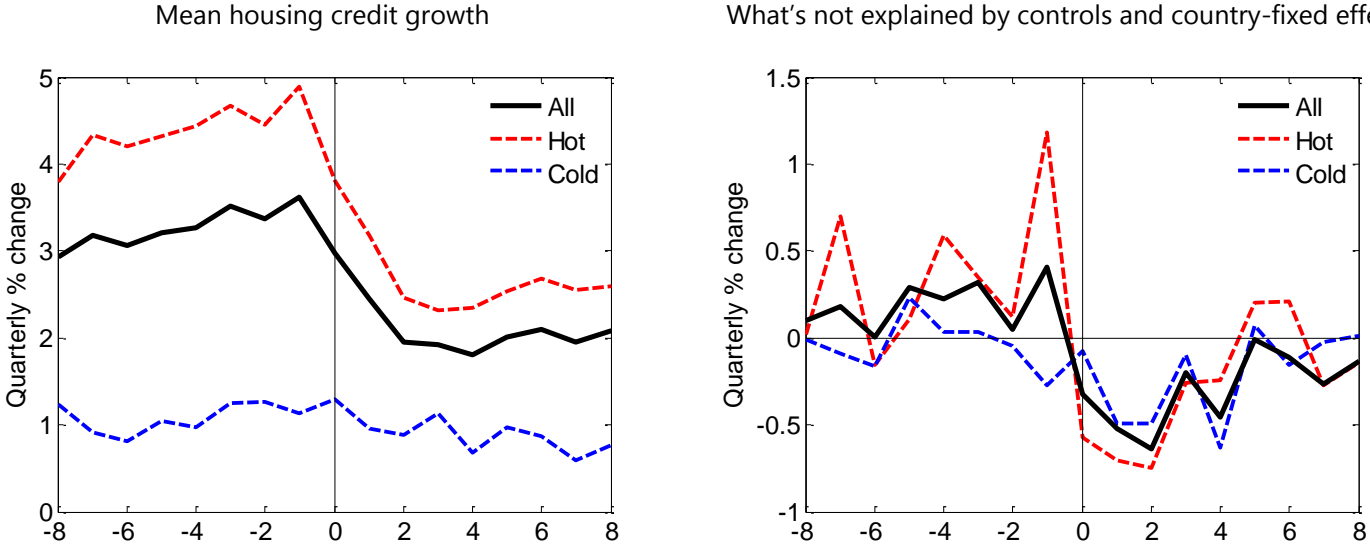 Mean housing credit growth
What's not explained by controls and country-fixed effe
5
4
3
2
1
0
Quarterly % change
All
Hot
Cold
-8 -6 -4 -2 0 2 4 6 8
1.5
1
0.5
0
-0.5
-1
Quarterly % change
All
Hot
Cold
-8 -6 -4 -2 0 2 4 6 8